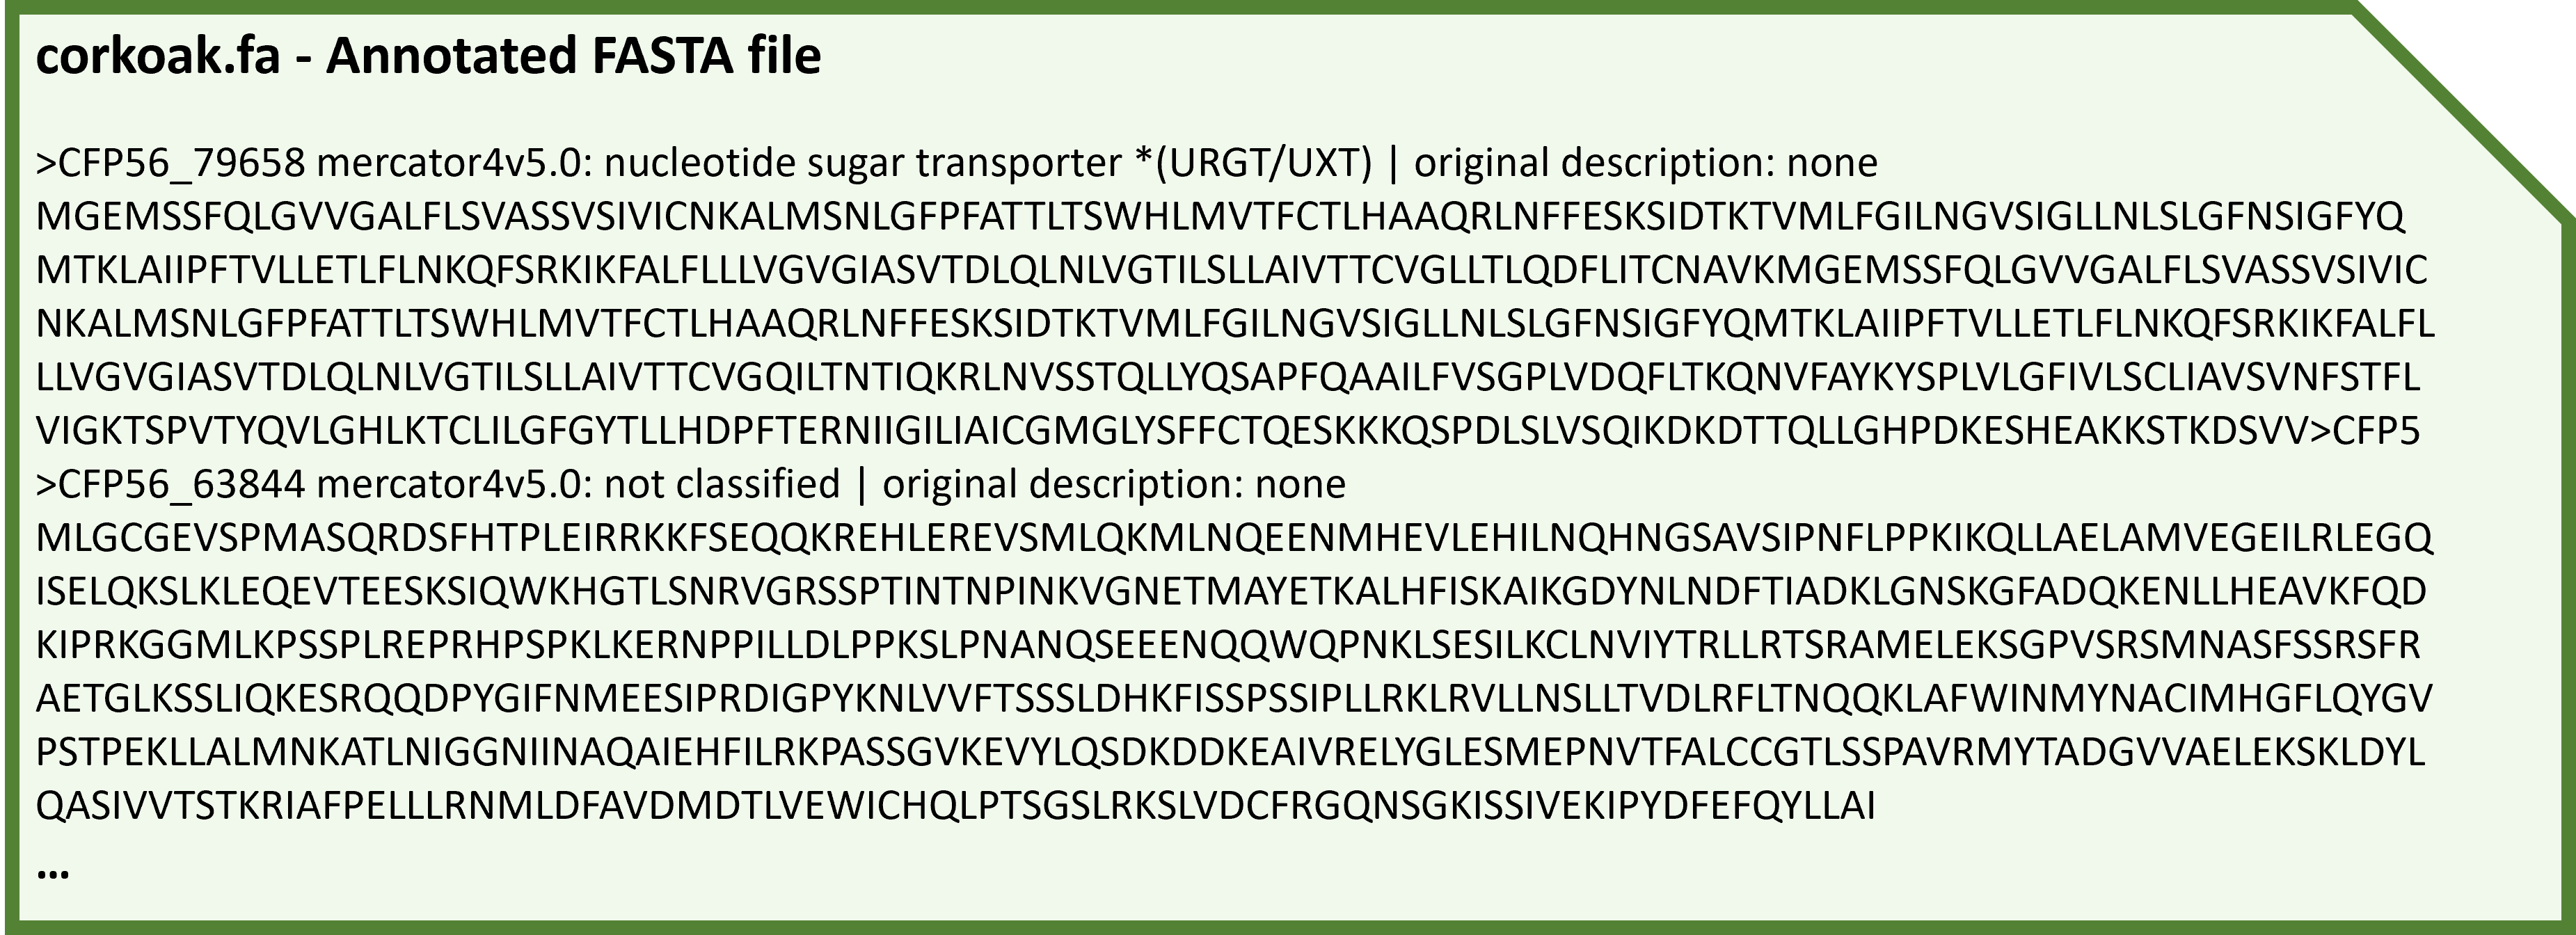 corkoak.fa - Annotated FASTA file
>CFP56_79658 mercator4v5.0: nucleotide sugar transporter *(URGT/UXT) | original description: none
MGEMSSFQLGVVGALFLSVASSVSIVICNKALMSNLGFPFATTLTSWHLMVTFCTLHAAQRLNFFESKSIDTKTVMLFGILNGVSIGLLNLSLGFNSIGFYQ
MTKLAIIPFTVLLETLFLNKQFSRKIKFALFLLLVGVGIASVTDLQLNLVGTILSLLAIVTTCVGLLTLQDFLITCNAVKMGEMSSFQLGVVGALFLSVASSVSIVIC
NKALMSNLGFPFATTLTSWHLMVTFCTLHAAQRLNFFESKSIDTKTVMLFGILNGVSIGLLNLSLGFNSIGFYQMTKLAIIPFTVLLETLFLNKQFSRKIKFALFL
LLVGVGIASVTDLQLNLVGTILSLLAIVTTCVGQILTNTIQKRLNVSSTQLLYQSAPFQAAILFVSGPLVDQFLTKQNVFAYKYSPLVLGFIVLSCLIAVSVNFSTFL
VIGKTSPVTYQVLGHLKTCLILGFGYTLLHDPFTERNIIGILIAICGMGLYSFFCTQESKKKQSPDLSLVSQIKDKDTTQLLGHPDKESHEAKKSTKDSVV>CFP5
>CFP56_63844 mercator4v5.0: not classified | original description: none
MLGCGEVSPMASQRDSFHTPLEIRRKKFSEQQKREHLEREVSMLQKMLNQEENMHEVLEHILNQHNGSAVSIPNFLPPKIKQLLAELAMVEGEILRLEGQ
ISELQKSLKLEQEVTEESKSIQWKHGTLSNRVGRSSPTINTNPINKVGNETMAYETKALHFISKAIKGDYNLNDFTIADKLGNSKGFADQKENLLHEAVKFQD
KIPRKGGMLKPSSPLREPRHPSPKLKERNPPILLDLPPKSLPNANQSEEENQQWQPNKLSESILKCLNVIYTRLLRTSRAMELEKSGPVSRSMNASFSSRSFR
AETGLKSSLIQKESRQQDPYGIFNMEESIPRDIGPYKNLVVFTSSSLDHKFISSPSSIPLLRKLRVLLNSLLTVDLRFLTNQQKLAFWINMYNACIMHGFLQYGV
PSTPEKLLALMNKATLNIGGNIINAQAIEHFILRKPASSGVKEVYLQSDKDDKEAIVRELYGLESMEPNVTFALCCGTLSSPAVRMYTADGVVAELEKSKLDYL
QASIVVTSTKRIAFPELLLRNMLDFAVDMDTLVEWICHQLPTSGSLRKSLVDCFRGQNSGKISSIVEKIPYDFEFQYLLAI
...